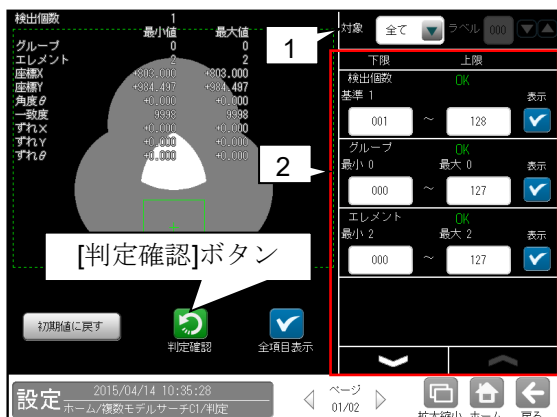 検出個数 1
最小値 最大値
グループ 0 0
エレメント 2 2
座標X +803.000 +803.000
座標Y +984.497 +984.497
角度θ +0.000 +0.000
一致度 9998 9998
ずれX +0.000 +0.000
ずれY +0.000 +0.000
ずれθ +0.000 +0.000
[判定確認]ボタン
初期値に戻す
判定確認
全項目表示
1
対象 全て ラベル 000
2
下限 上限
検出個数 OK
基準 1 表示
001 ~ 128
グループ OK
最小 0 最大 0 表示
000 ~ 127
エレメント OK
最小 2 最大 2 表示
000 ~ 127
設定
2015/04/14 10:35:28
ホーム/複数モデルサーチC1/判定
ページ
01/02
拡大縮小 ホーム 戻る